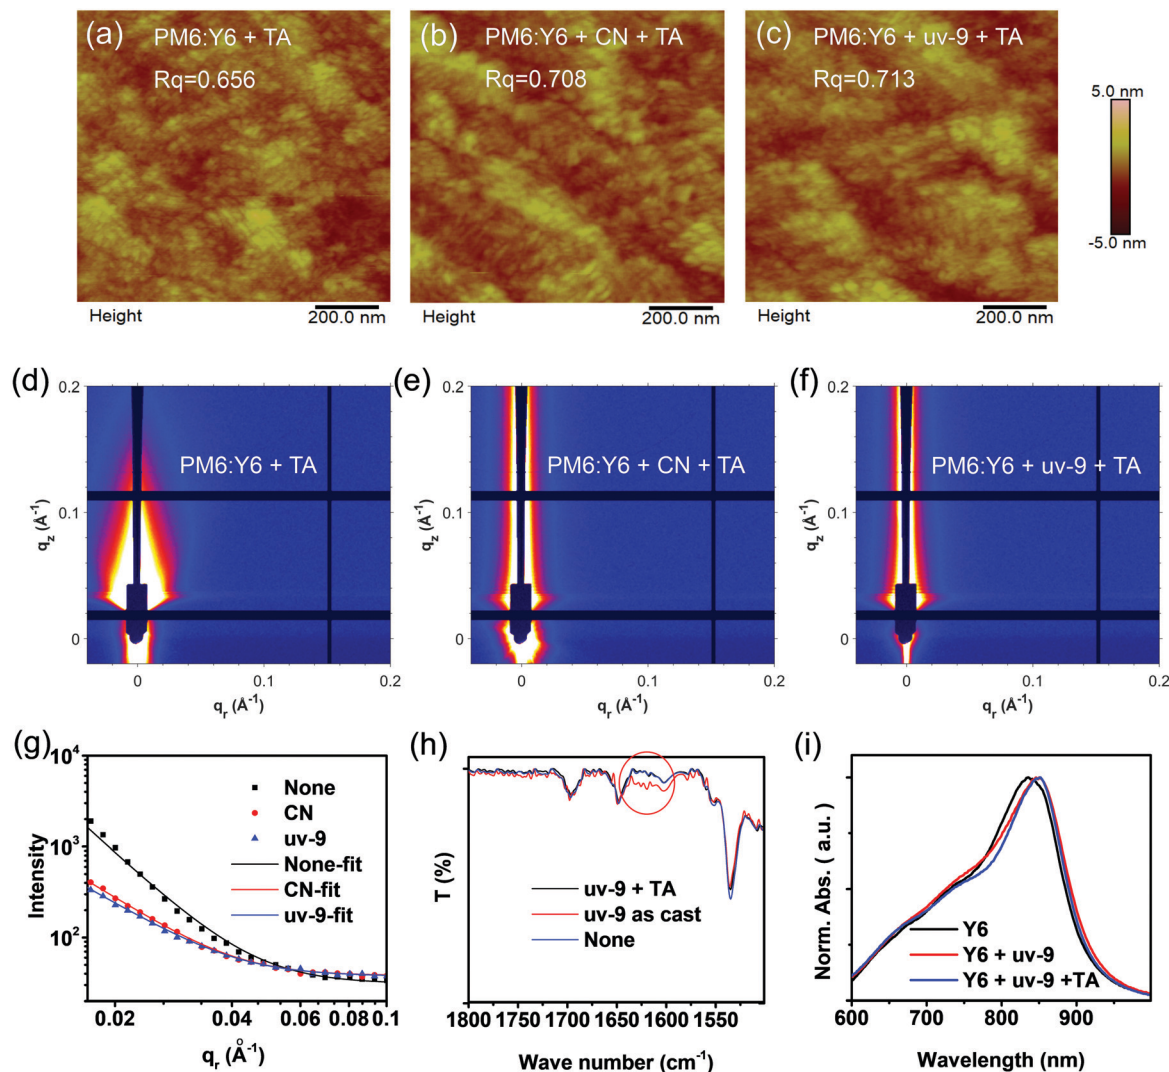 (a) PM6:Y6 + TA
Rq=0.656
(b) PM6:Y6 + CN + TA
Rq=0.708
(c) PM6:Y6 + uv-9 + TA
Rq=0.713
5.0 nm
-5.0 nm
Height
200.0 nm
Height
200.0 nm
Height
200.0 nm
(d)
0.2
0.1
0
q_z (Å⁻¹)
PM6:Y6 + TA
0
0.1
0.2
q_r (Å⁻¹)
(e)
0.2
0.1
0
q_z (Å⁻¹)
PM6:Y6 + CN + TA
0
0.1
0.2
q_r (Å⁻¹)
(f)
0.2
0.1
0
q_z (Å⁻¹)
PM6:Y6 + uv-9 + TA
0
0.1
0.2
q_r (Å⁻¹)
(g)
10⁴
10³
10²
Intensity
None
CN
uv-9
None-fit
CN-fit
uv-9-fit
0.02
0.04
0.06
0.08
0.1
q_r (Å⁻¹)
(h)
T (%)
uv-9 + TA
uv-9 as cast
None
1800 1750 1700 1650 1600 1550
Wave number (cm⁻¹)
(i)
Norm. Abs. ( a.u. )
Y6
Y6 + uv-9
Y6 + uv-9 +TA
600 700 800 900
Wavelength (nm)